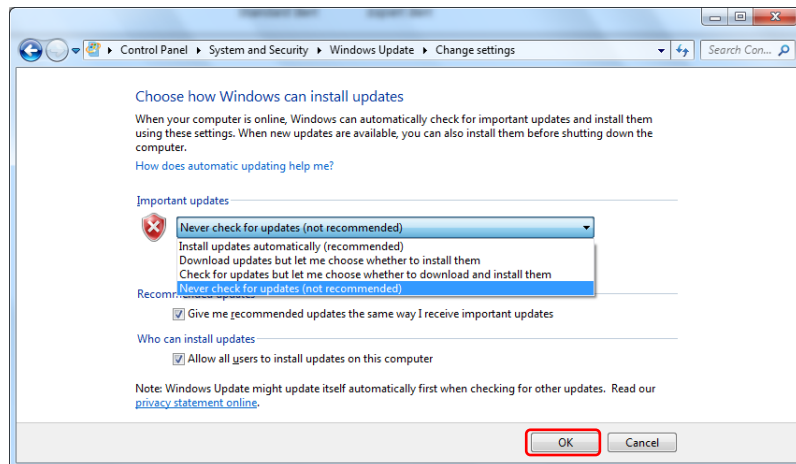 Control Panel ▸ System and Security ▸ Windows Update ▸ Change settings
Search Con...
Choose how Windows can install updates
When your computer is online, Windows can automatically check for important updates and install them
using these settings. When new updates are available, you can also install them before shutting down the
computer.
How does automatic updating help me?
Important updates
Never check for updates (not recommended)
Install updates automatically (recommended)
Download updates but let me choose whether to install them
Check for updates but let me choose whether to download and install them
Never check for updates (not recommended)
Recommended updates
Give me recommended updates the same way I receive important updates
Who can install updates
Allow all users to install updates on this computer
Note: Windows Update might update itself automatically first when checking for other updates. Read our
privacy statement online.
OK Cancel